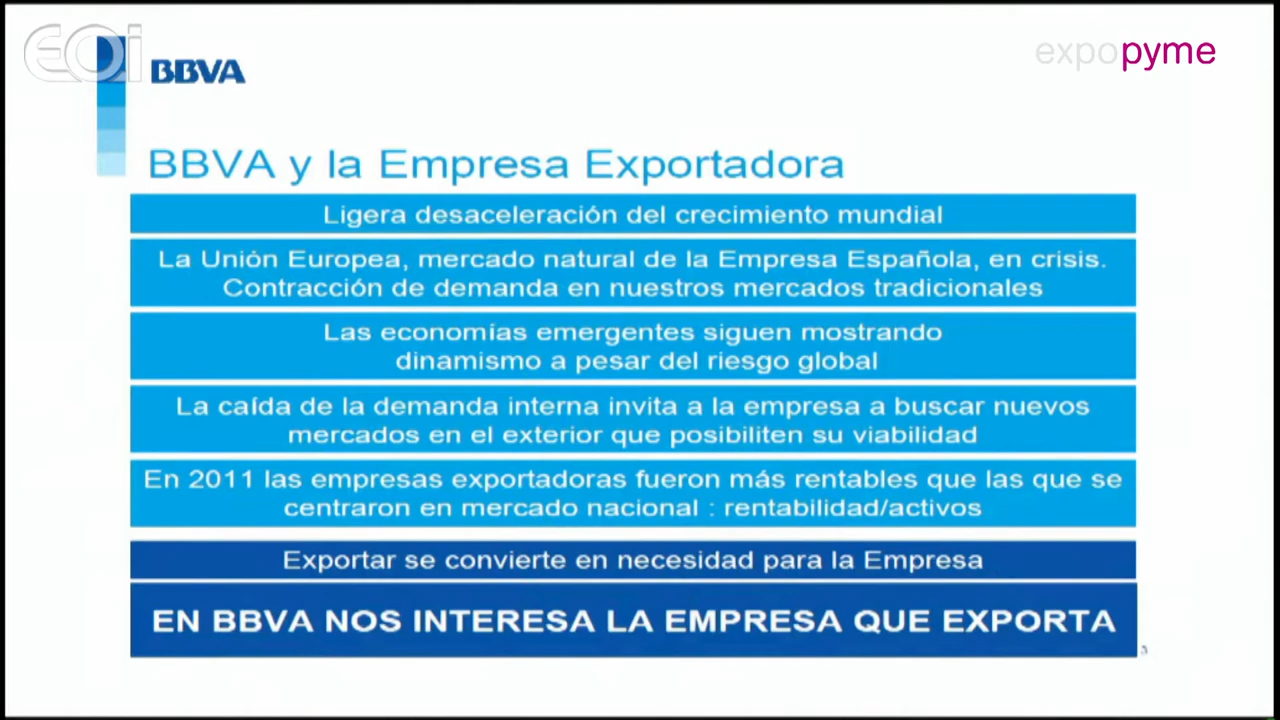 EOi
BBVA
expopyme
BBVA y la Empresa Exportadora
Ligera desaceleración del crecimiento mundial
La Unión Europea, mercado natural de la Empresa Española, en crisis.
Contracción de demanda en nuestros mercados tradicionales
Las economías emergentes siguen mostrando
dinamismo a pesar del riesgo global
La caída de la demanda interna invita a la empresa a buscar nuevos
mercados en el exterior que posibiliten su viabilidad
En 2011 las empresas exportadoras fueron más rentables que las que se
centraron en mercado nacional : rentabilidad/activos
Exportar se convierte en necesidad para la Empresa
EN BBVA NOS INTERESA LA EMPRESA QUE EXPORTA
3